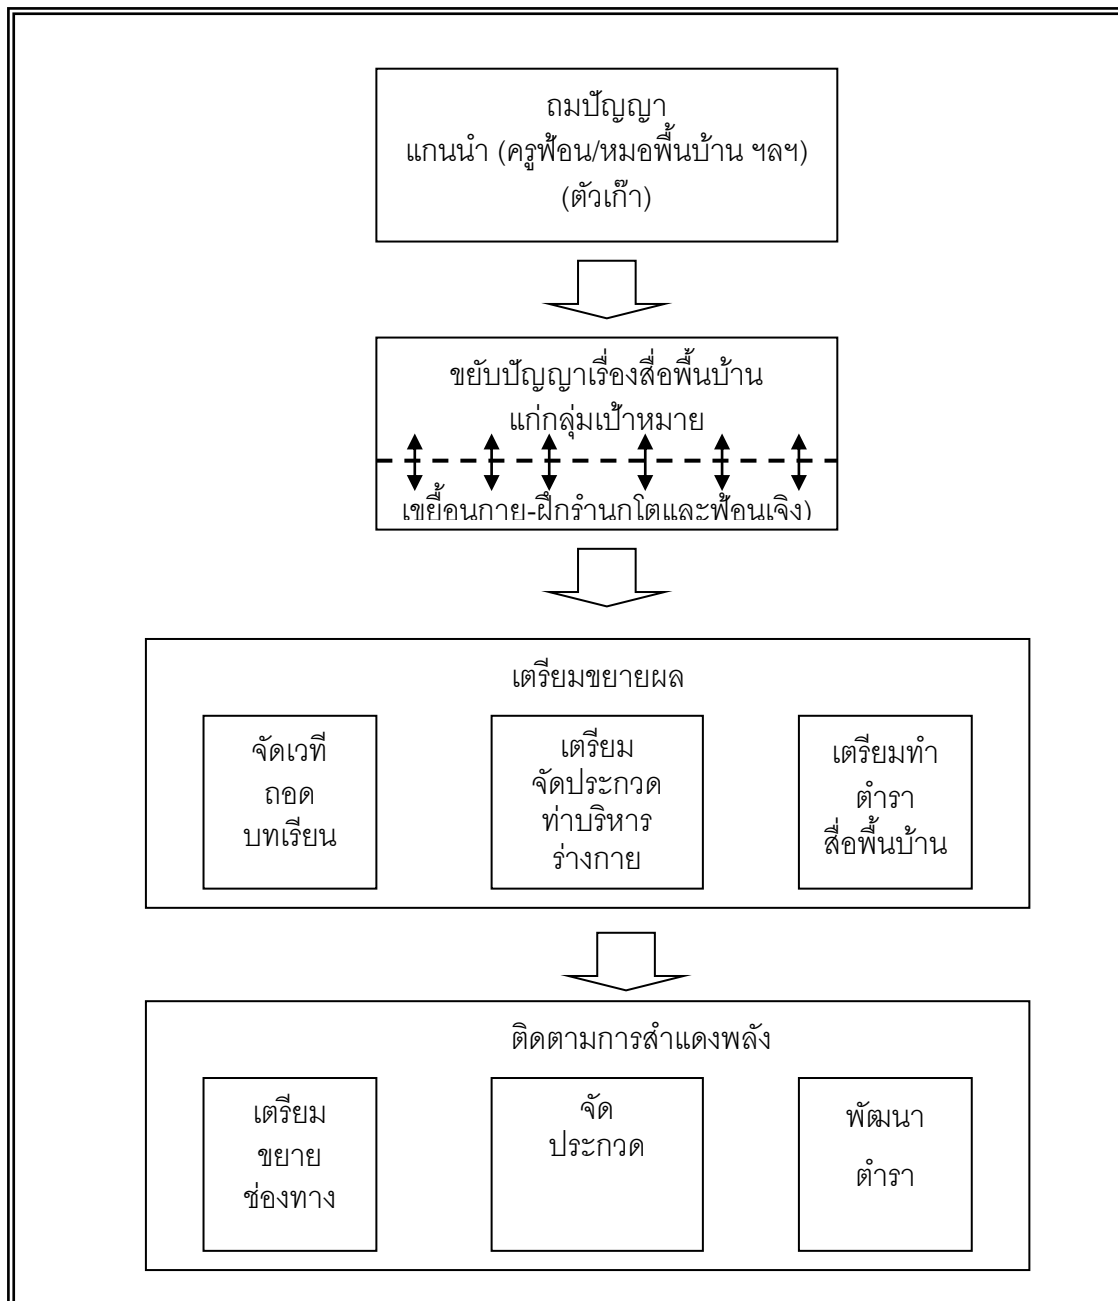 ถมปัญญา
แกนนำ (ครูฟ้อน/หมอพื้นบ้าน ฯลฯ)
(ตัวเก๊า)
ขยับปัญญาเรื่องสื่อพื้นบ้าน
แก่กลุ่มเป้าหมาย
เขยื้อนกาย-ฝึกรำนกโตและฟ้อนเจิง)
เตรียมขยายผล
จัดเวที
ถอด
บทเรียน
เตรียม
จัดประกวด
ท่าบริหาร
ร่างกาย
เตรียมทำ
ตำรา
สื่อพื้นบ้าน
ติดตามการสำแดงพลัง
เตรียม
ขยาย
ช่องทาง
จัด
ประกวด
พัฒนา
ตำรา